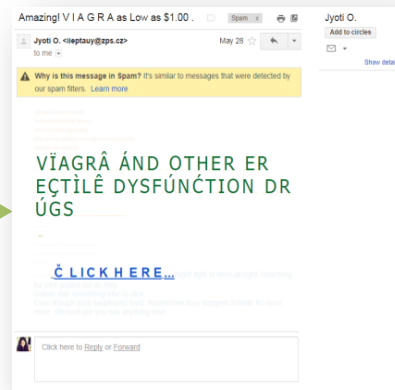 Amazing! V I A G R A as Low as $1.00 .
Spam x
Jyoti O. <lieptauy@zps.cz>
May 28
to me
Why is this message in Spam? It's similar to messages that were detected by
our spam filters. Learn more
VÏAGRÂ ÁND OTHER ER
EÇTÌLÊ DYSFÚNĆTION DR
ÚGS
Č L I C K H E R E...
Click here to Reply or Forward
Jyoti O.
Add to circles
Show detai